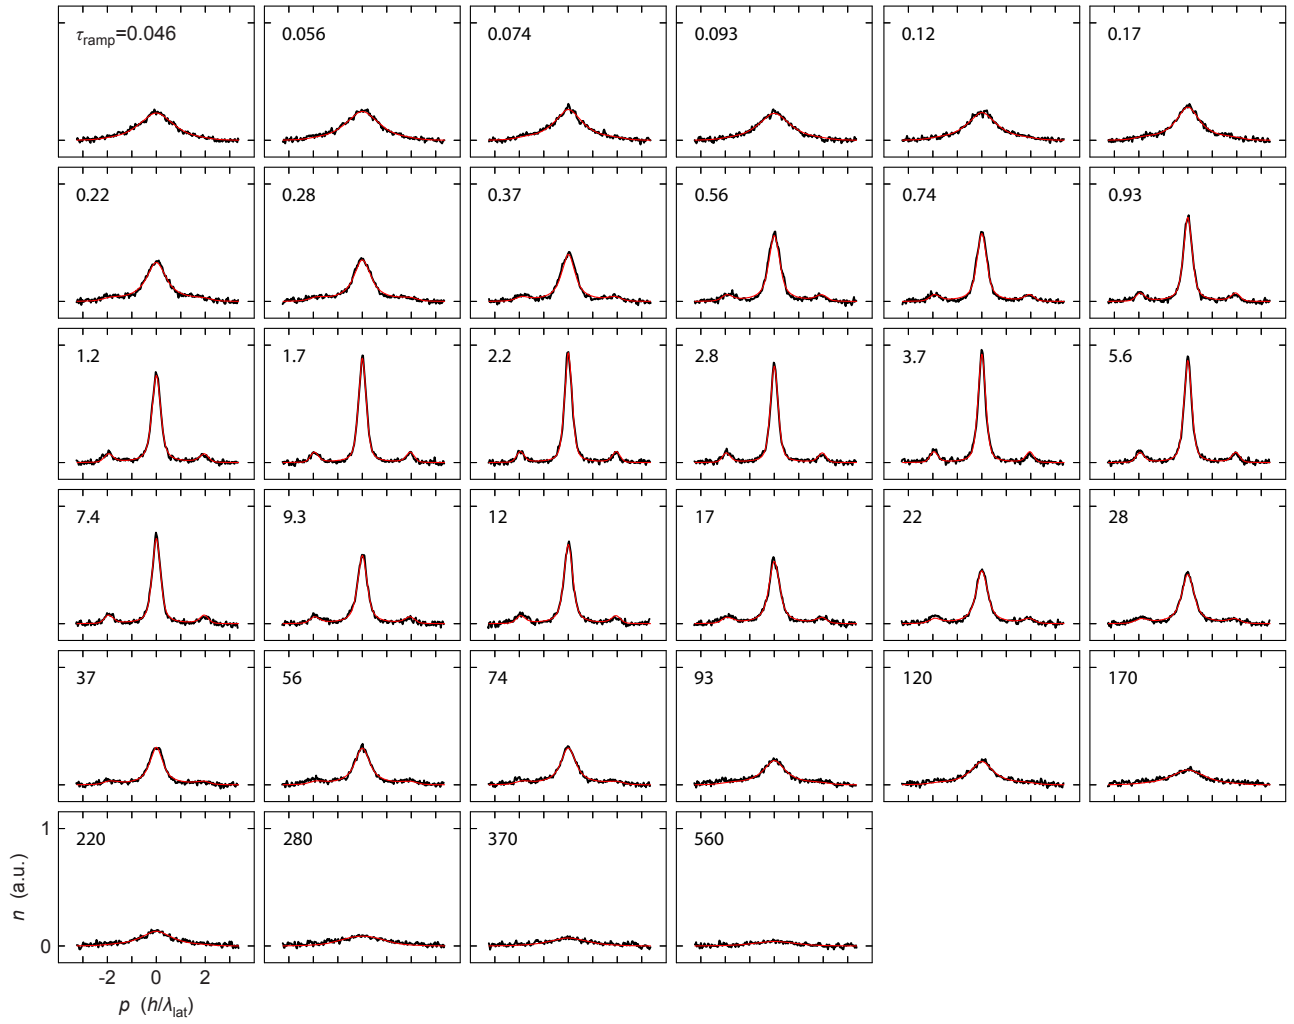 τramp=0.046 0.056 0.074 0.093 0.12 0.17
0.22 0.28 0.37 0.56 0.74 0.93
1.2 1.7 2.2 2.8 3.7 5.6
7.4 9.3 12 17 22 28
37 56 74 93 120 170
1
220 280 370 560
n (a.u.)
0
-2 0 2
p (h/λlat)